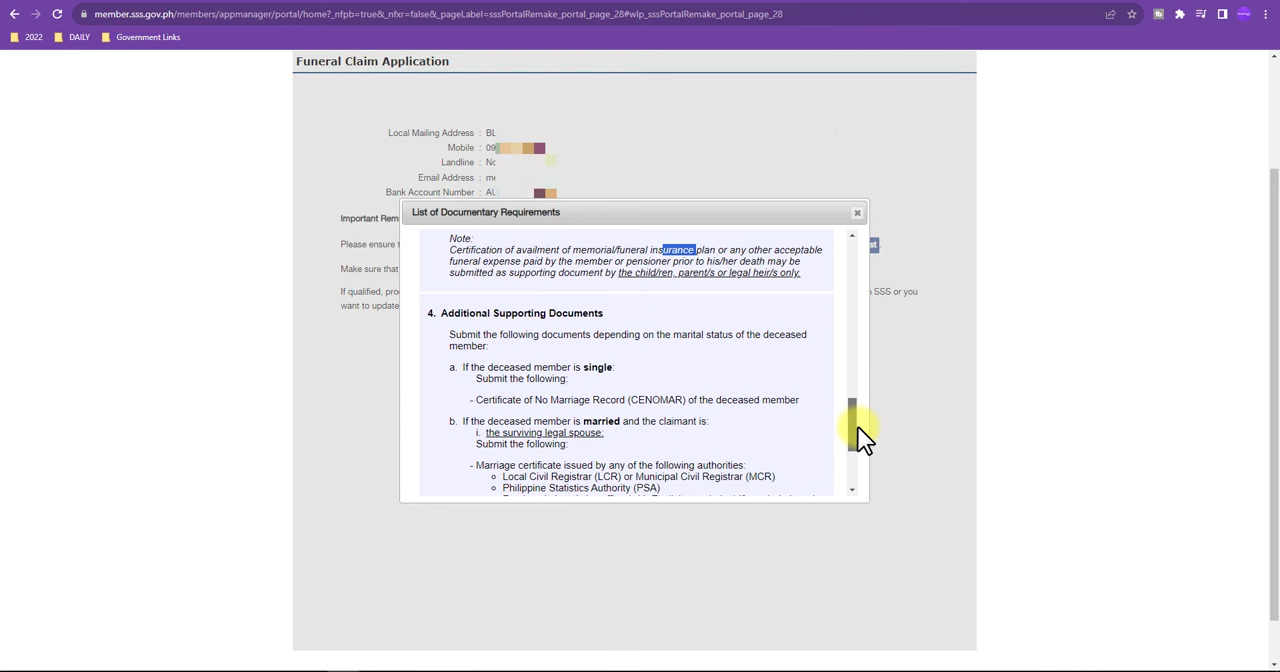 member.sss.gov.ph/members/appmanager/portal/home?_nfpb=true&_nfxr=false&_pageLabel=sssPortalRemake_portal_page_28#wlp_sssPortalRemake_portal_page_28
2022 DAILY Government Links
Funeral Claim Application
Local Mailing Address : BL
Mobile : 09
Landline : Nc
Email Address : me
Bank Account Number : AU
List of Documentary Requirements
Important Rem
Note:
Please ensure t
Certification of availment of memorial/funeral insurance plan or any other acceptable
funeral expense paid by the member or pensioner prior to his/her death may be
Make sure that
submitted as supporting document by the child/ren, parent/s or legal heir/s only.
If qualified, pro
SSS or you
want to update
4. Additional Supporting Documents
Submit the following documents depending on the marital status of the deceased
member:
a. If the deceased member is single:
Submit the following:
- Certificate of No Marriage Record (CENOMAR) of the deceased member
b. If the deceased member is married and the claimant is:
i. the surviving legal spouse:
Submit the following:
- Marriage certificate issued by any of the following authorities:
Local Civil Registrar (LCR) or Municipal Civil Registrar (MCR)
Philippine Statistics Authority (PSA)